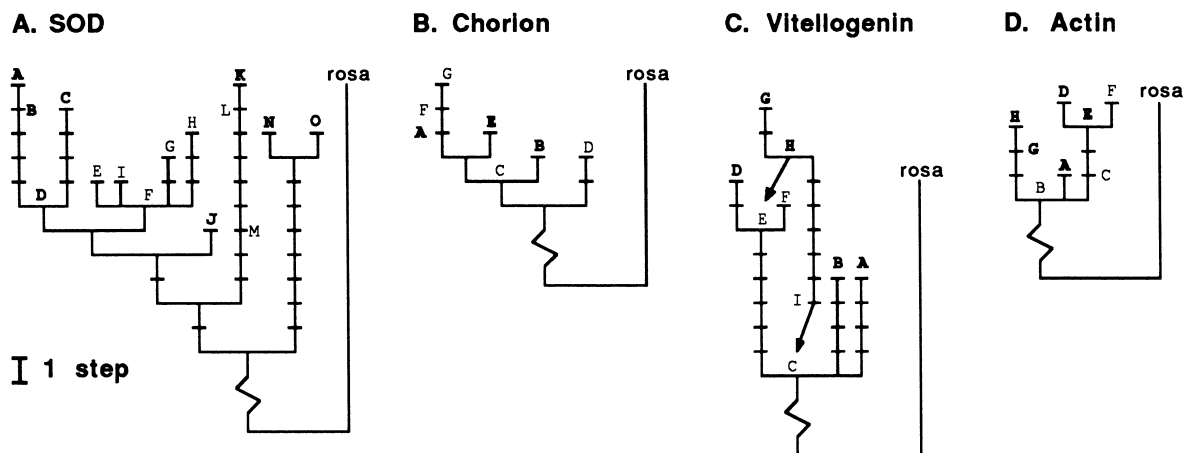 A. SOD
B. Chorion
C. Vitellogenin
D. Actin
A
B
C
D
E
I
F
G
H
J
K
L
M
N
O
rosa
1 step
G
F
A
E
C
B
D
rosa
G
H
D
F
E
I
B
A
C
rosa
H
G
B
A
D
E
F
C
rosa